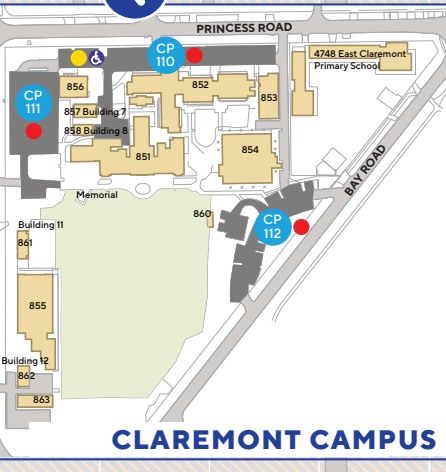 PRINCESS ROAD
CP
110
4748 East Claremont
Primary School
856
852
853
CP
111
857 Building 7
858 Building 8
851
854
BAY ROAD
Memorial
860
CP
112
Building 11
861
855
Building 12
862
863
CLAREMONT CAMPUS